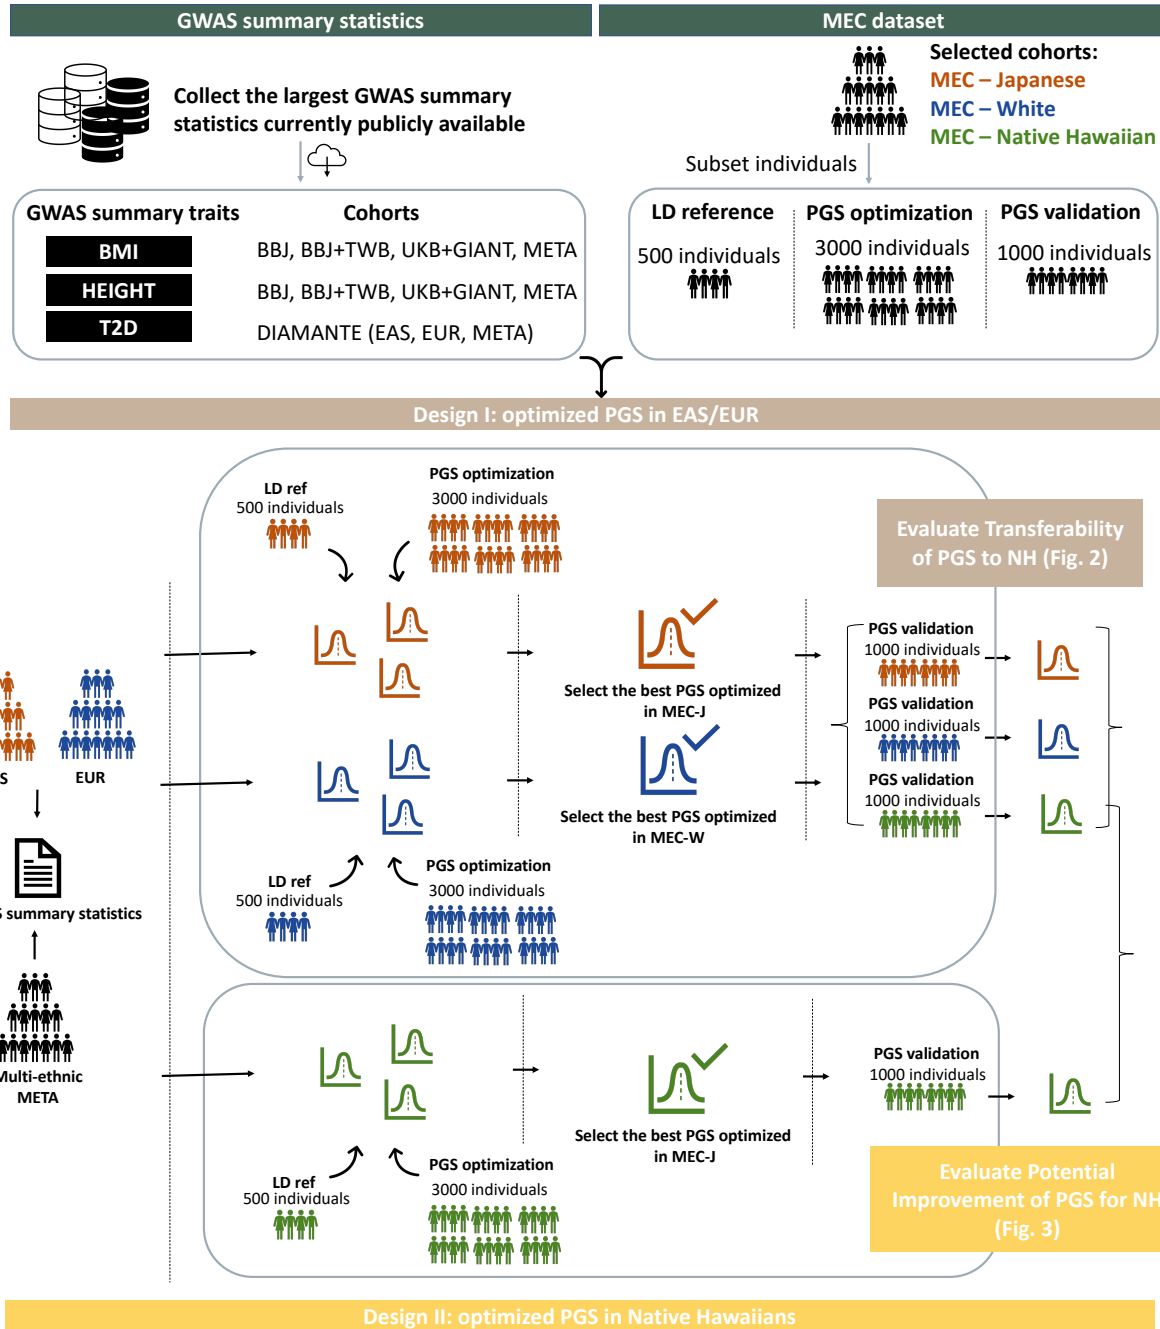 GWAS summary statistics
MEC dataset
Collect the largest GWAS summary
statistics currently publicly available
Selected cohorts:
MEC – Japanese
MEC – White
MEC – Native Hawaiian
Subset individuals
GWAS summary traits
Cohorts
BMI
BBJ, BBJ+TWB, UKB+GIANT, META
HEIGHT
BBJ, BBJ+TWB, UKB+GIANT, META
T2D
DIAMANTE (EAS, EUR, META)
LD reference
500 individuals
PGS optimization
3000 individuals
PGS validation
1000 individuals
Design I: optimized PGS in EAS/EUR
LD ref
500 individuals
PGS optimization
3000 individuals
Evaluate Transferability
of PGS to NH (Fig. 2)
Select the best PGS optimized
in MEC-J
PGS validation
1000 individuals
PGS validation
1000 individuals
PGS validation
1000 individuals
S
EUR
Select the best PGS optimized
in MEC-W
LD ref
500 individuals
PGS optimization
3000 individuals
S summary statistics
Multi-ethnic
META
Select the best PGS optimized
in MEC-J
PGS validation
1000 individuals
LD ref
500 individuals
PGS optimization
3000 individuals
Evaluate Potential
Improvement of PGS for NH
(Fig. 3)
Design II: optimized PGS in Native Hawaiians